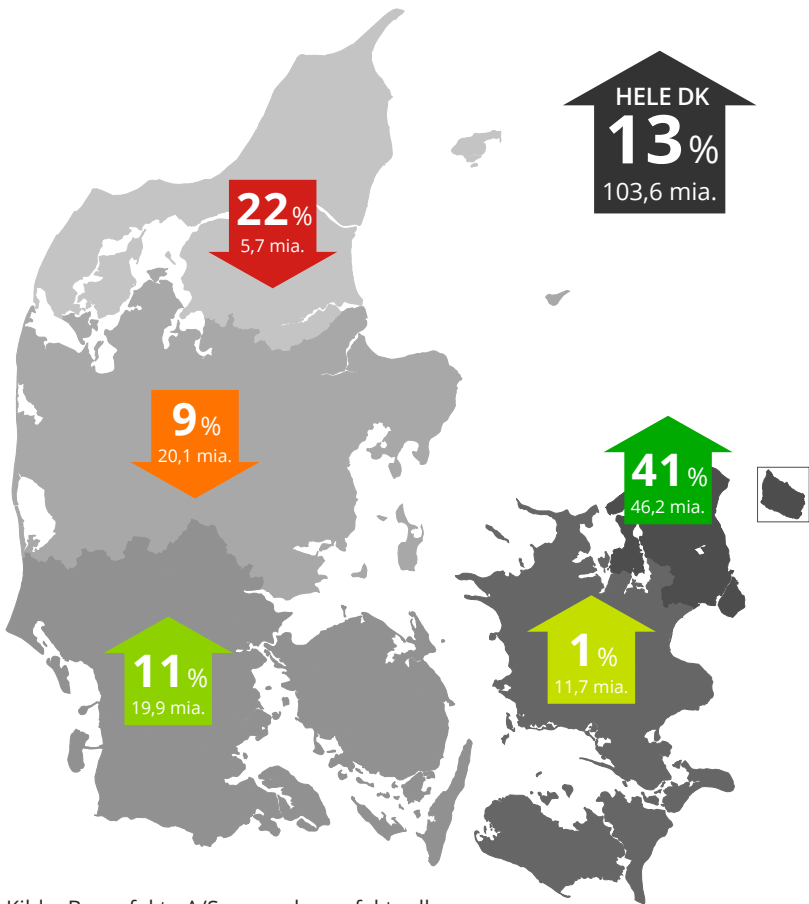 HELE DK
13 %
103,6 mia.
22 %
5,7 mia.
9 %
20,1 mia.
41 %
46,2 mia.
1 %
11,7 mia.
11 %
19,9 mia.